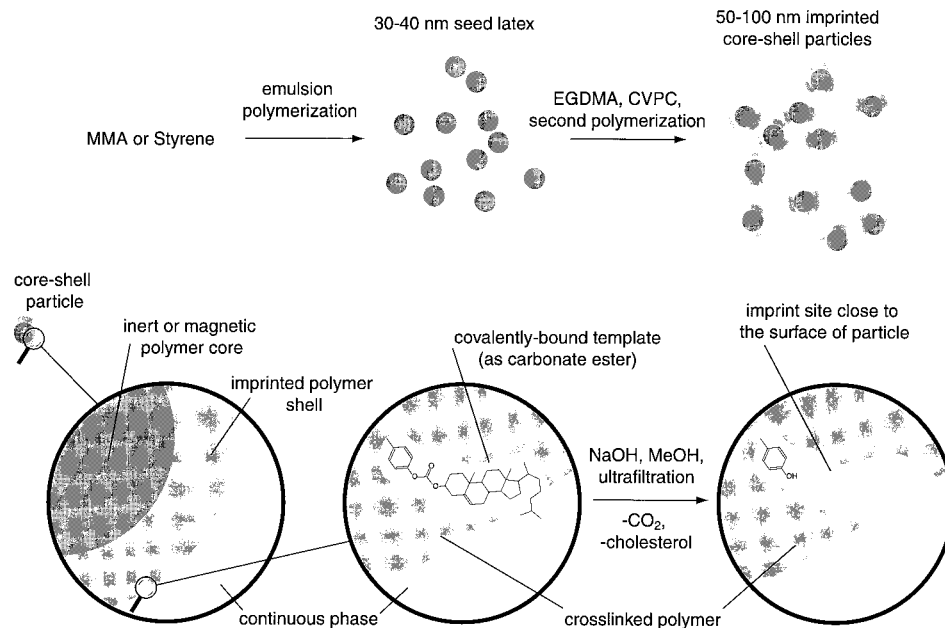 30-40 nm seed latex
50-100 nm imprinted
core-shell particles
emulsion
polymerization
EGDMA, CVPC,
second polymerization
MMA or Styrene
core-shell
particle
inert or magnetic
polymer core
imprinted polymer
shell
covalently-bound template
(as carbonate ester)
imprint site close to
the surface of particle
O
O
O
OH
NaOH, MeOH,
ultrafiltration
-CO₂,
-cholesterol
continuous phase
crosslinked polymer